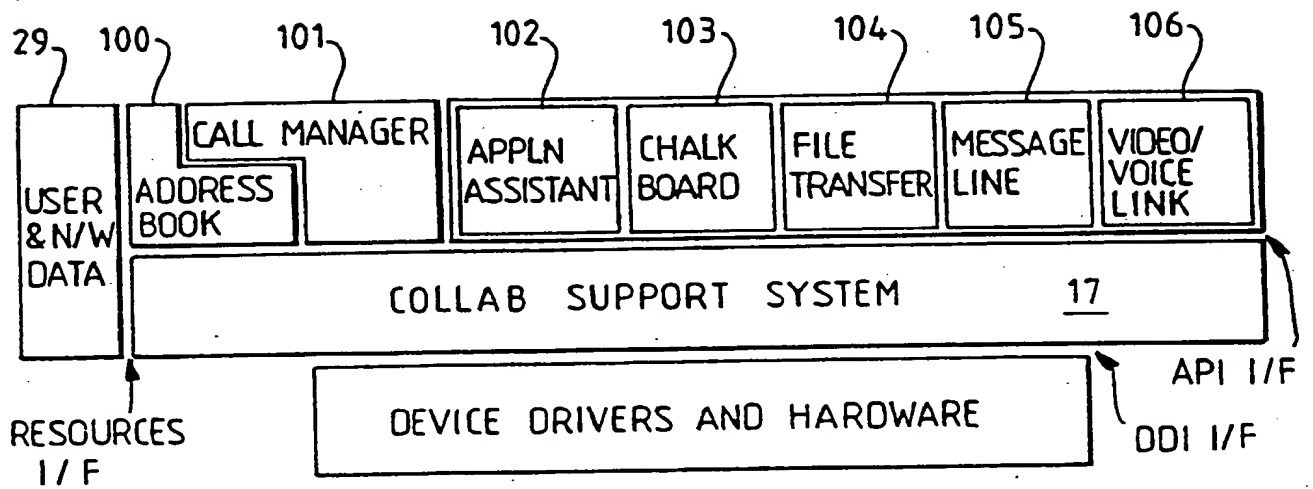 29 100 101 102 103 104 105 106
USER
& N/W
DATA
ADDRESS
BOOK
CALL MANAGER
APPLN
ASSISTANT
CHALK
BOARD
FILE
TRANSFER
MESSAGE
LINE
VIDEO/
VOICE
LINK
COLLAB SUPPORT SYSTEM 17
API I/F
DEVICE DRIVERS AND HARDWARE
DDI I/F
RESOURCES
I/F